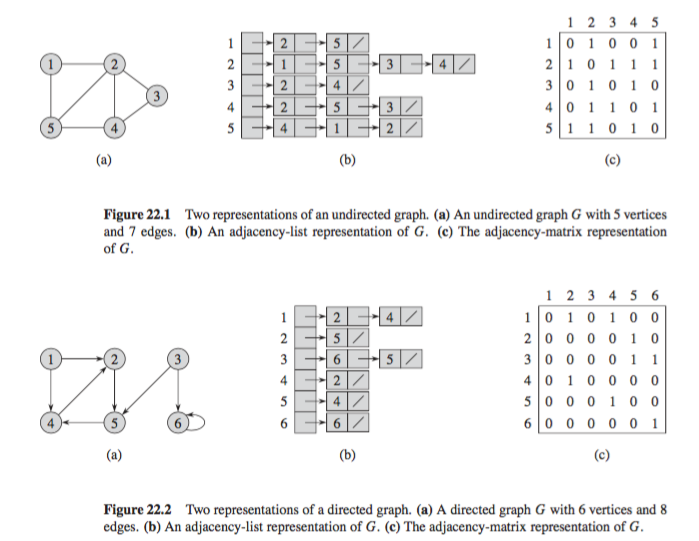 1 2 3 4 5
1 2 5 /
2 1 5 3 4 /
3 2 4 /
4 2 5 3 /
5 4 1 2 /
1 0 1 0 0 1
2 1 0 1 1 1
3 0 1 0 1 0
4 0 1 1 0 1
5 1 1 0 1 0
1 2
3
5 4
(a) (b) (c)
Figure 22.1 Two representations of an undirected graph. (a) An undirected graph G with 5 vertices
and 7 edges. (b) An adjacency-list representation of G. (c) The adjacency-matrix representation
of G.
1 2 3 4 5 6
1 2 4 /
2 5 /
3 6 5 /
4 2 /
5 4 /
6 6 /
1 0 1 0 1 0 0
2 0 0 0 0 1 0
3 0 0 0 0 1 1
4 0 1 0 0 0 0
5 0 0 0 1 0 0
6 0 0 0 0 0 1
1 2 3
4 5 6
(a) (b) (c)
Figure 22.2 Two representations of a directed graph. (a) A directed graph G with 6 vertices and 8
edges. (b) An adjacency-list representation of G. (c) The adjacency-matrix representation of G.